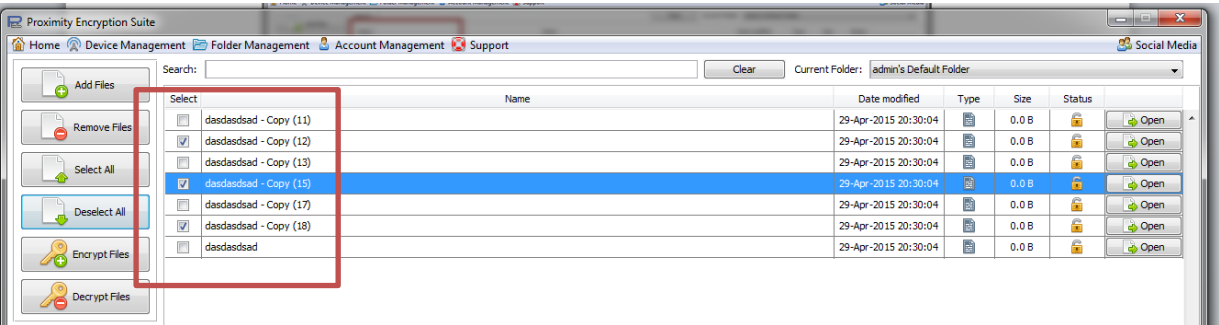 Proximity Encryption Suite
Home Device Management Folder Management Account Management Support Social Media
Add Files
Remove Files
Select All
Deselect All
Encrypt Files
Decrypt Files
Search: Clear Current Folder: admin's Default Folder
Select Name Date modified Type Size Status
dasdasdsad - Copy (11) 29-Apr-2015 20:30:04 0.0 B Open
dasdasdsad - Copy (12) 29-Apr-2015 20:30:04 0.0 B Open
dasdasdsad - Copy (13) 29-Apr-2015 20:30:04 0.0 B Open
dasdasdsad - Copy (15) 29-Apr-2015 20:30:04 0.0 B Open
dasdasdsad - Copy (17) 29-Apr-2015 20:30:04 0.0 B Open
dasdasdsad - Copy (18) 29-Apr-2015 20:30:04 0.0 B Open
dasdasdsad 29-Apr-2015 20:30:04 0.0 B Open